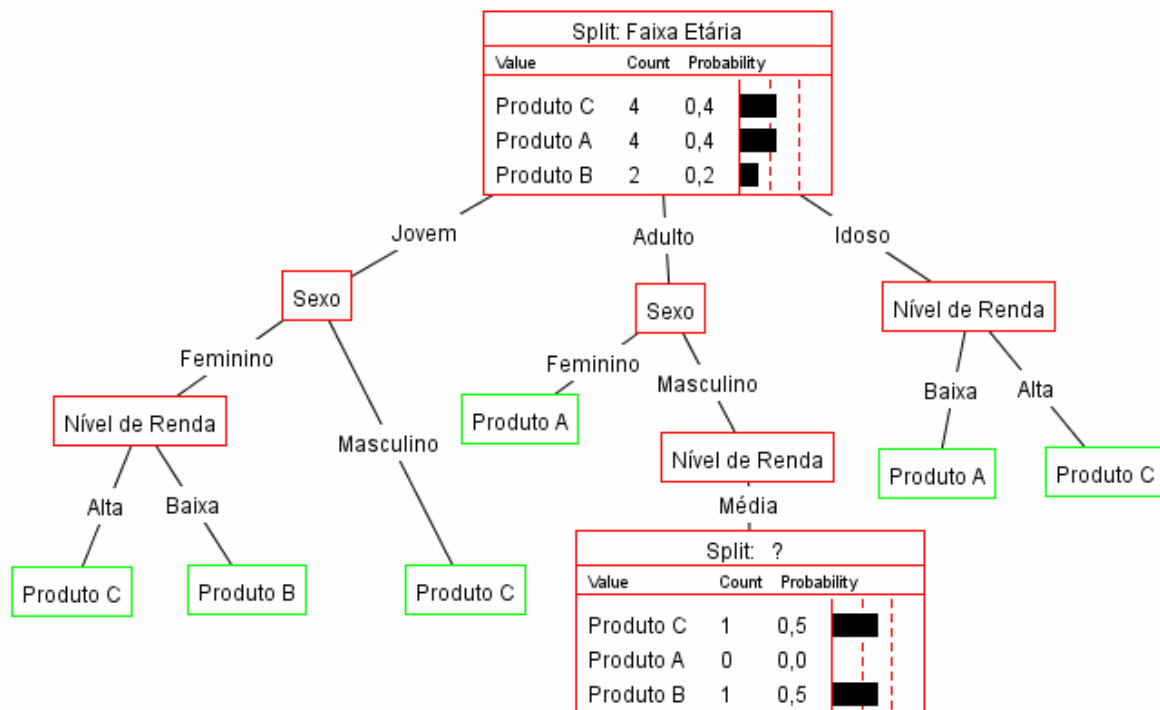 Split: Faixa Etária
Value Count Probability
Produto C 4 0,4
Produto A 4 0,4
Produto B 2 0,2
Jovem
Adulto
Idoso
Sexo
Sexo
Nível de Renda
Feminino
Masculino
Feminino
Masculino
Baixa
Alta
Nível de Renda
Produto A
Nível de Renda
Produto A
Produto C
Alta
Baixa
Média
Produto C
Produto B
Produto C
Split: ?
Value Count Probability
Produto C 1 0,5
Produto A 0 0,0
Produto B 1 0,5